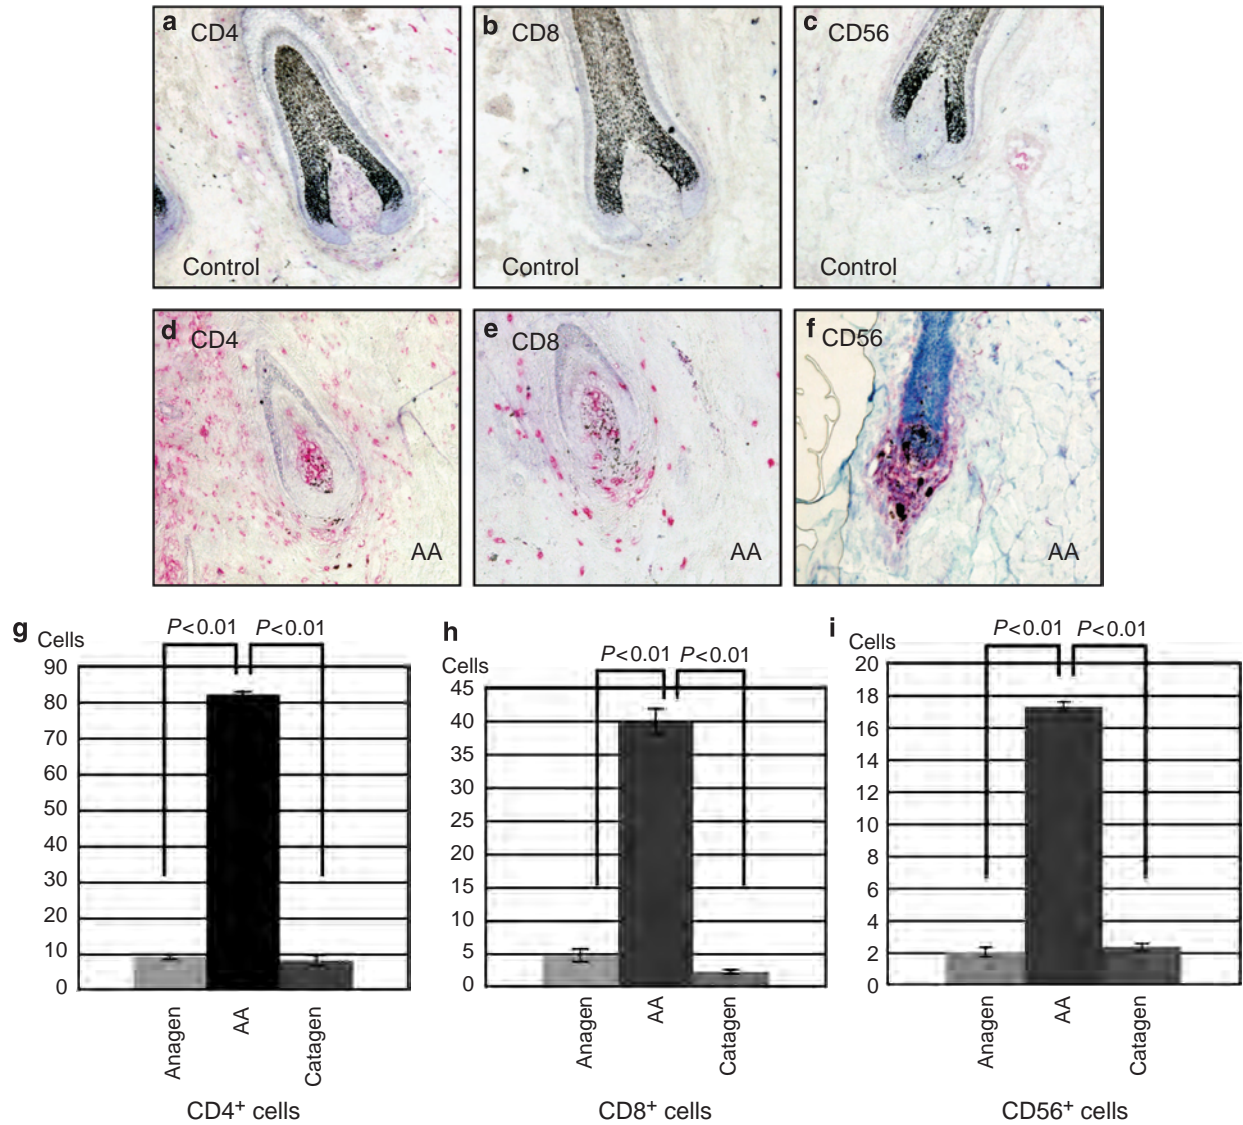 a CD4
Control
b CD8
Control
c CD56
Control
d CD4
AA
e CD8
AA
f CD56
AA
g
Cells
P<0.01 P<0.01
90
80
70
60
50
40
30
20
10
0
Anagen
AA
Catagen
CD4+ cells
h
Cells
P<0.01 P<0.01
45
40
35
30
25
20
15
10
5
0
Anagen
AA
Catagen
CD8+ cells
i
Cells
P<0.01 P<0.01
20
18
16
14
12
10
8
6
4
2
0
Anagen
AA
Catagen
CD56+ cells